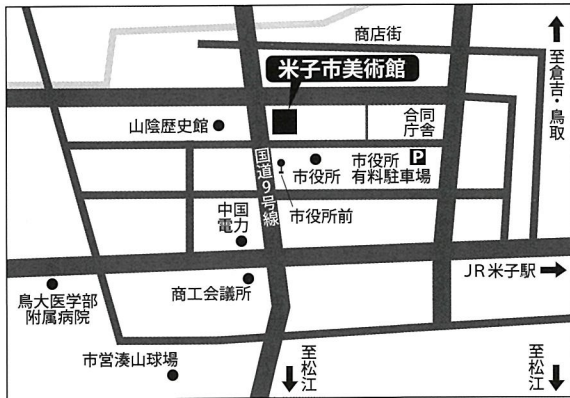 商店街
至倉吉・鳥取
米子市美術館
山陰歴史館
合同
庁舎
国道9号線
市役所
市役所
有料駐車場
P
市役所前
中国
電力
JR米子駅
鳥大医学部
附属病院
商工会議所
市営湊山球場
至松江
至松江